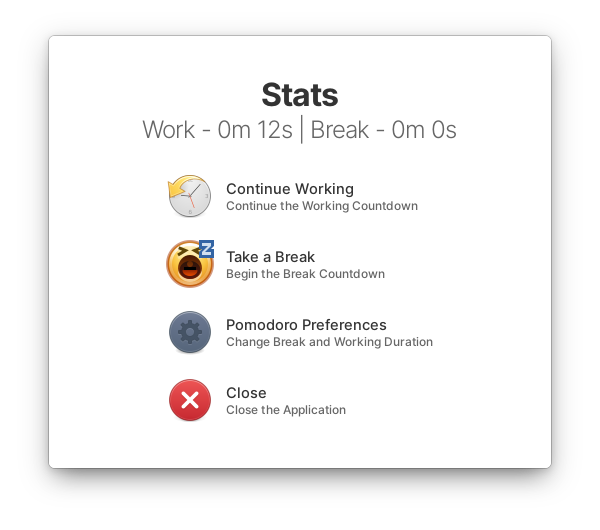 Stats
Work - 0m 12s | Break - 0m 0s
Continue Working
Continue the Working Countdown
Z
Take a Break
Begin the Break Countdown
Pomodoro Preferences
Change Break and Working Duration
Close
Close the Application